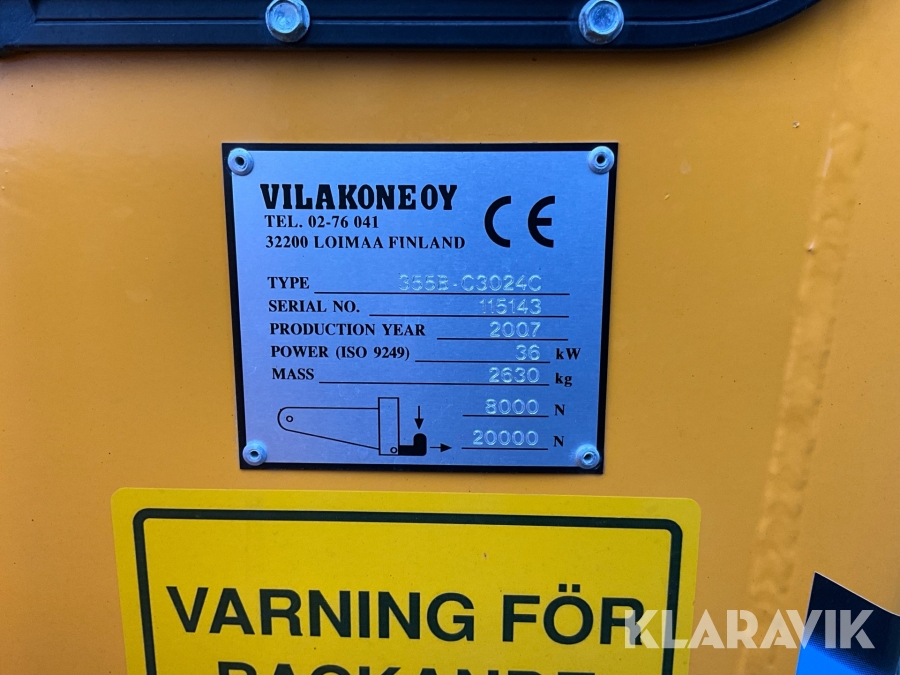 VILAKONE OY
TEL. 02-76 041
32200 LOIMAA FINLAND
CE
TYPE 355B-C3024C
SERIAL NO. 115143
PRODUCTION YEAR 2007
POWER (ISO 9249) 36 kW
MASS 2630 kg
8000 N
20000 N
VARNING FÖR
BACKANDE
KLARAVIK